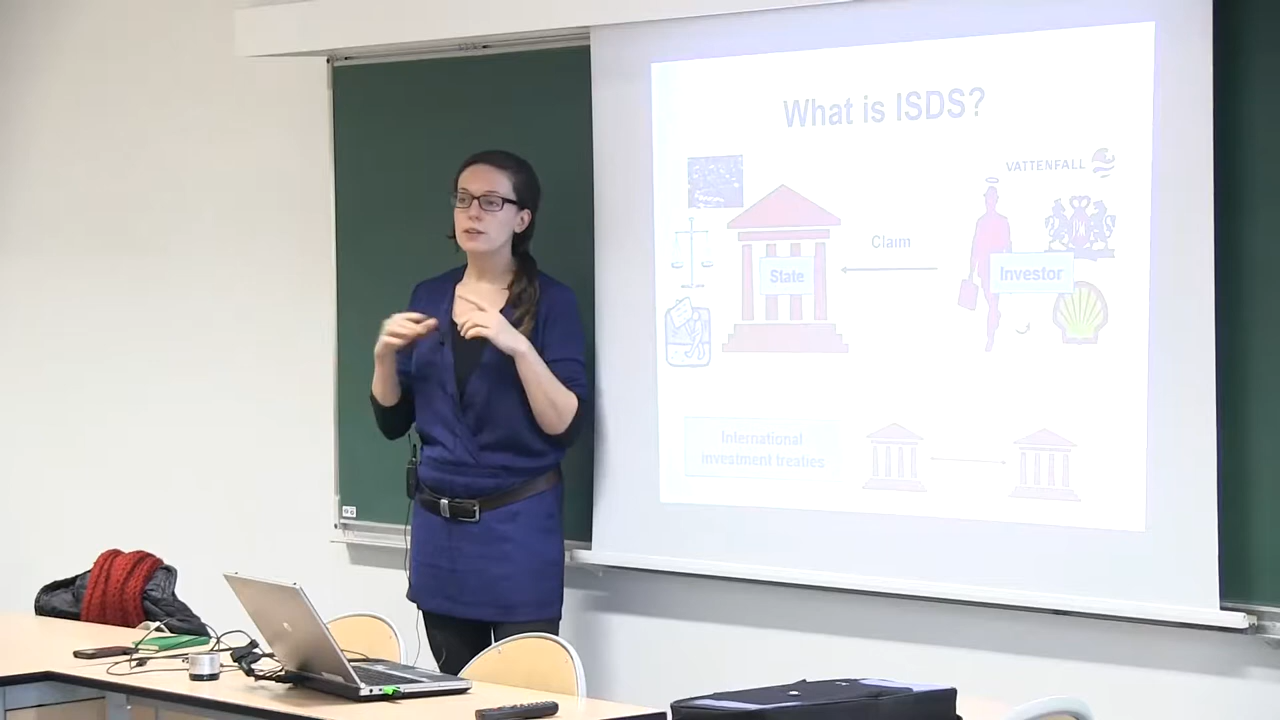 What is ISDS?
VATTENFALL
Claim
State
Investor
International
investment treaties